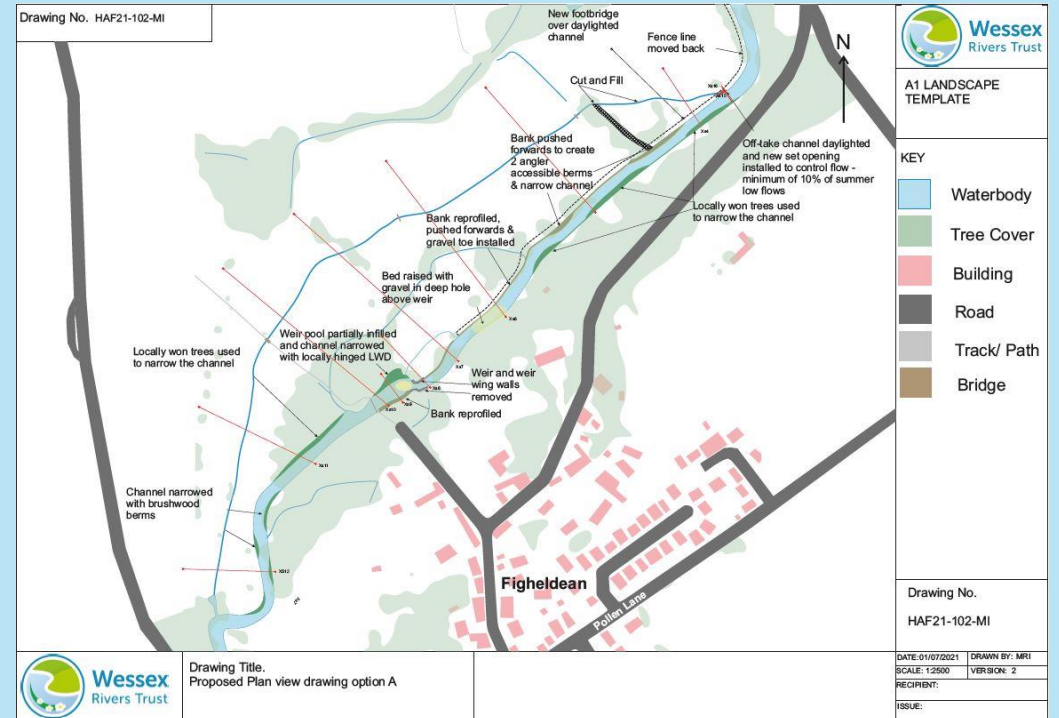 Drawing No. HAF21-102-MI
New footbridge
over daylighted
channel
Fence line
moved back
N
Cut and Fill
Bank pushed
forwards to create
2 angler
accessible berms
& narrow channel
Off-take channel daylighted
and new set opening
installed to control flow -
minimum of 10% of summer
low flows
Locally won trees used
to narrow the channel
Bank reprofiled,
pushed forwards &
gravel toe installed
Bed raised with
gravel in deep hole
above weir
Weir pool partially infilled
and channel narrowed
with locally hinged LWD
Locally won trees used
to narrow the channel
Weir and weir
wing walls
removed
Bank reprofiled
Channel narrowed
with brushwood
berms
Xs7
Xs11
XS12
Figheldean
Pollen Lane
Wessex
Rivers Trust
A1 LANDSCAPE
TEMPLATE
KEY
Waterbody
Tree Cover
Building
Road
Track/ Path
Bridge
Drawing No.
HAF21-102-MI
DATE:01/07/2021
DRAWN BY: MRI
SCALE: 1:2500
VERSION: 2
RECIPIENT:
ISSUE:
Wessex
Rivers Trust
Drawing Title.
Proposed Plan view drawing option A